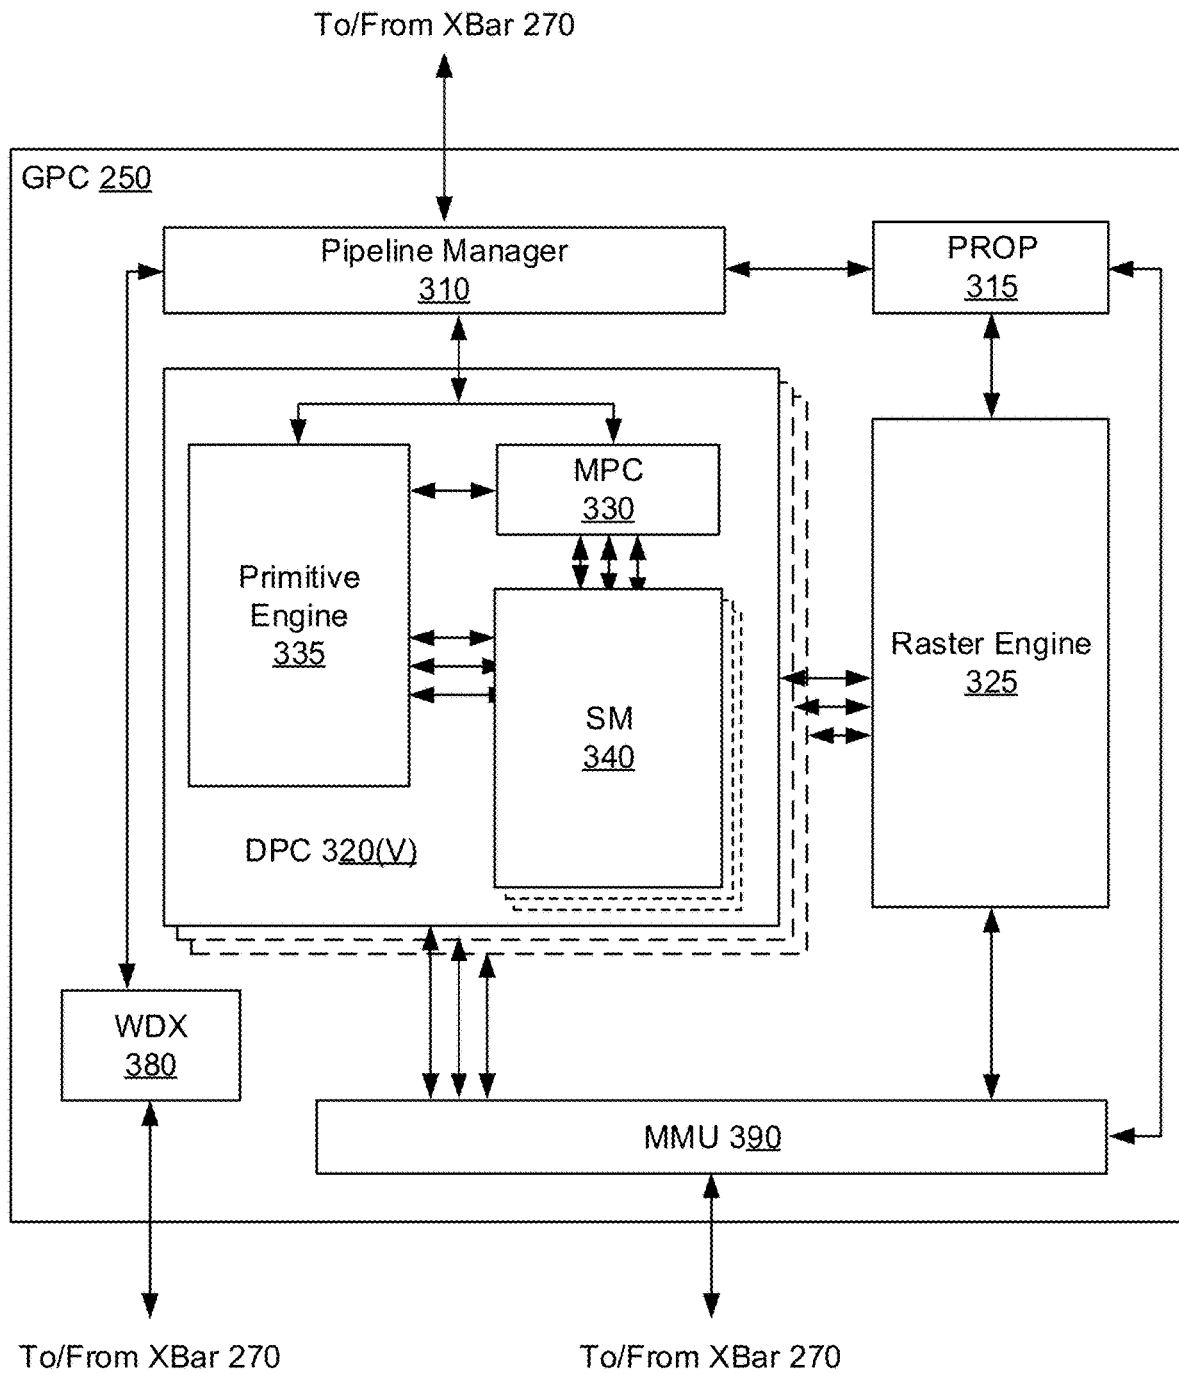 To/From XBar 270
GPC 250
Pipeline Manager
310
PROP
315
MPC
330
Primitive
Engine
335
Raster Engine
325
SM
340
DPC 320(V)
WDX
380
MMU 390
To/From XBar 270
To/From XBar 270